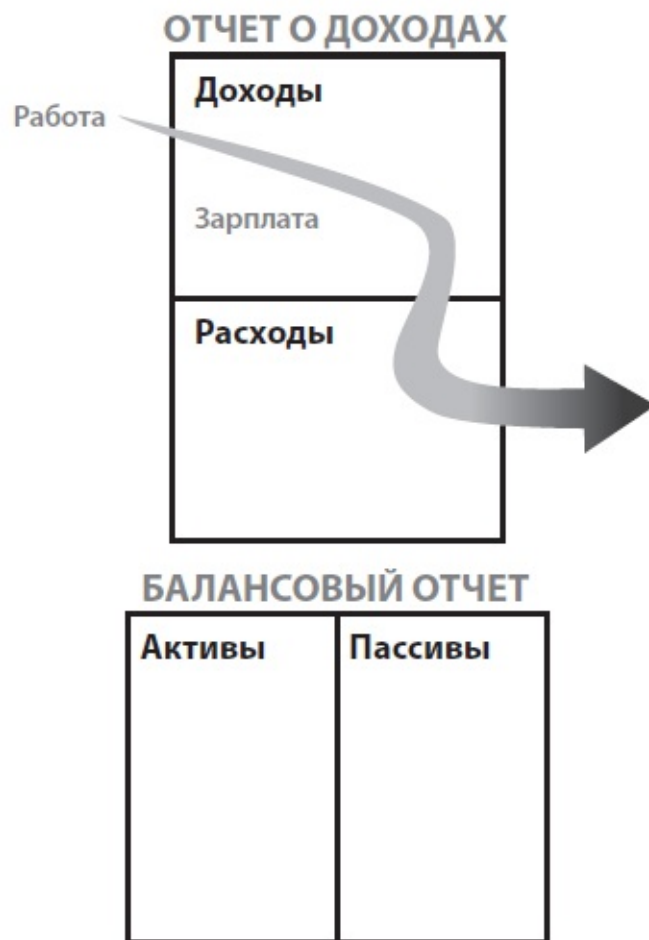 ОТЧЕТ О ДОХОДАХ
Доходы
Работа
Зарплата
Расходы
БАЛАНСОВЫЙ ОТЧЕТ
Активы
Пассивы